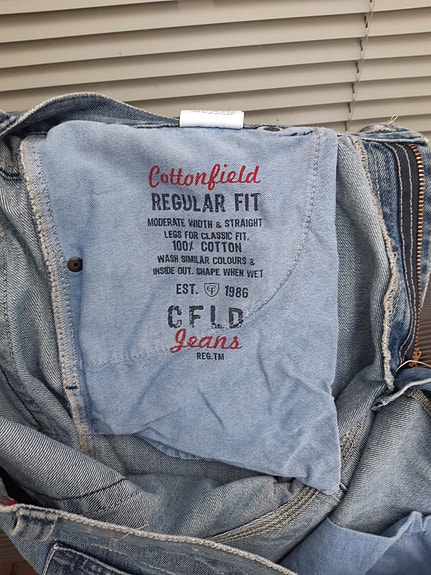 Cottonfield
REGULAR FIT
MODERATE WIDTH & STRAIGHT
LEGS FOR CLASSIC FIT.
100% COTTON
WASH SIMILAR COLOURS &
INSIDE OUT. SHAPE WHEN WET
EST. CF 1986
CFLD
Jeans
REG.TM